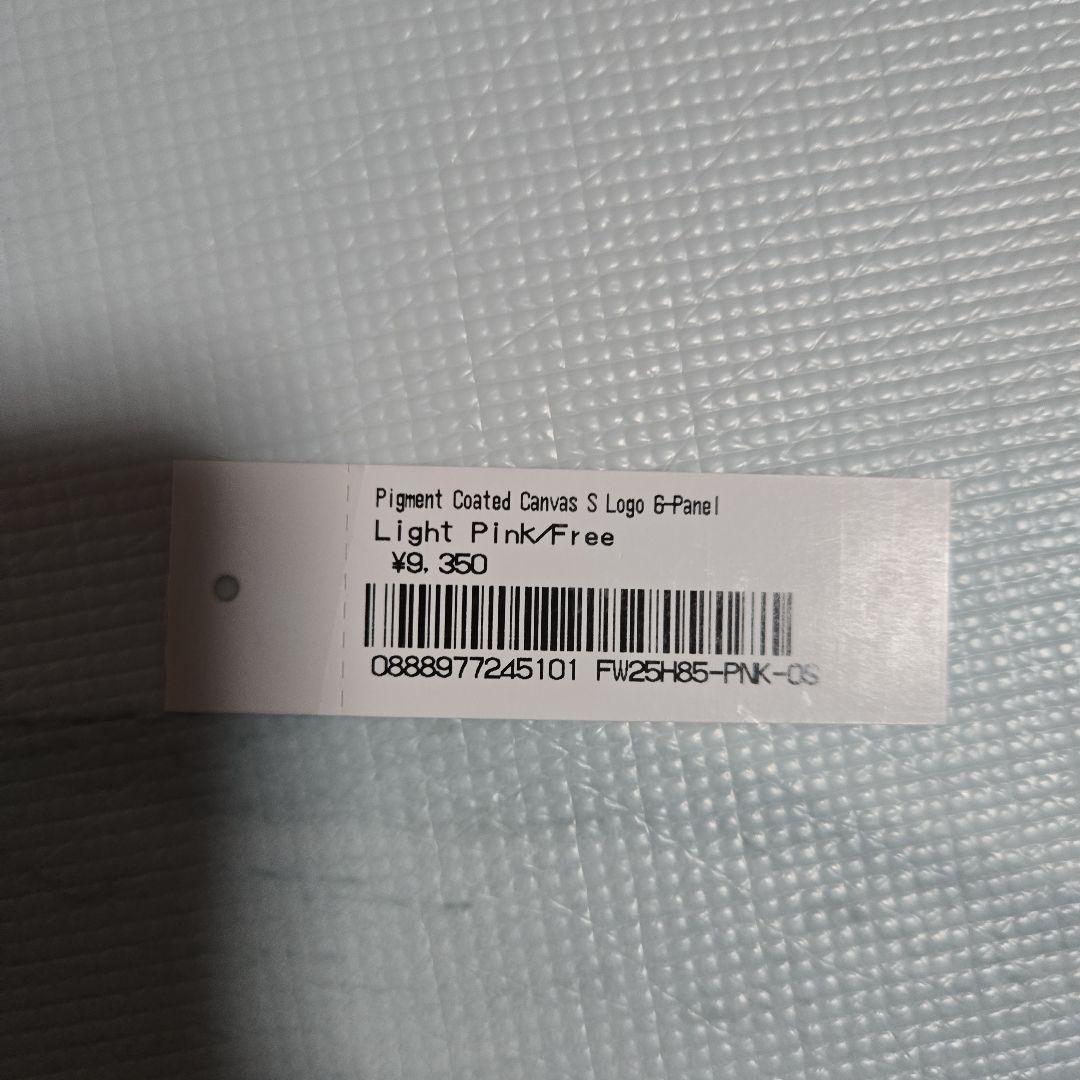 Pigment Coated Canvas S Logo 6-Panel
Light Pink/Free
¥9,350
0888977245101 FW25H85-PNK-OS